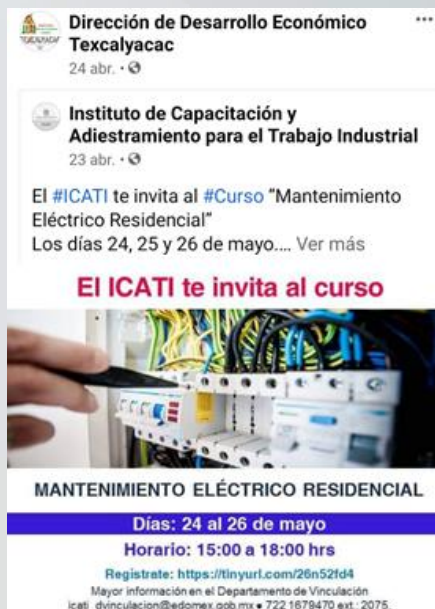 Dirección de Desarrollo Económico
Texcalyacac
24 abr. •
Instituto de Capacitación y
Adiestramiento para el Trabajo Industrial
23 abr. •
El #ICATI te invita al #Curso “Mantenimiento
Eléctrico Residencial”
Los días 24, 25 y 26 de mayo.... Ver más
El ICATI te invita al curso
MANTENIMIENTO ELÉCTRICO RESIDENCIAL
Días: 24 al 26 de mayo
Horario: 15:00 a 18:00 hrs
Registrate: https://tinyurl.com/26n52fd4
Mayor información en el Departamento de Vinculación
icati_dvinculacion@edomex.gob.mx • 722 1679470 ext.: 2075.